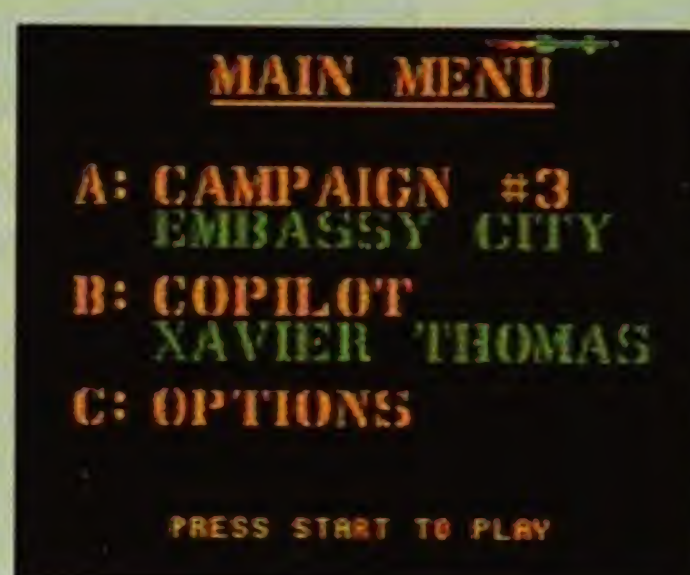 MAIN MENU
A: CAMPAIGN #3
EMBASSY CITY
B: COPILOT
XAVIER THOMAS
C: OPTIONS
PRESS START TO PLAY